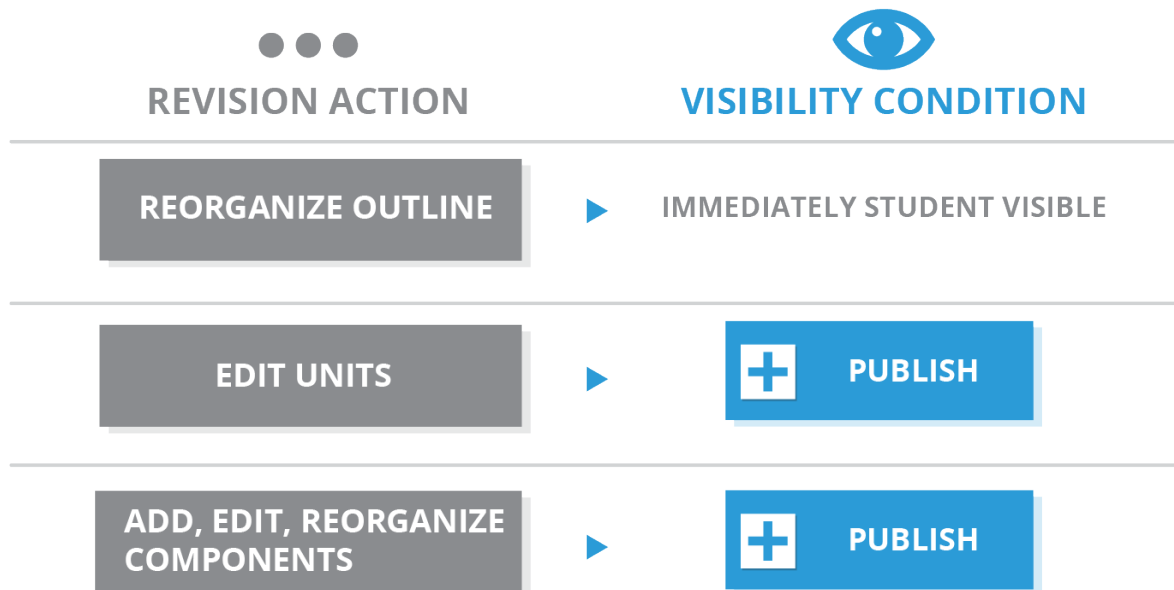 REVISION ACTION
VISIBILITY CONDITION
REORGANIZE OUTLINE
IMMEDIATELY STUDENT VISIBLE
EDIT UNITS
PUBLISH
ADD, EDIT, REORGANIZE
COMPONENTS
PUBLISH